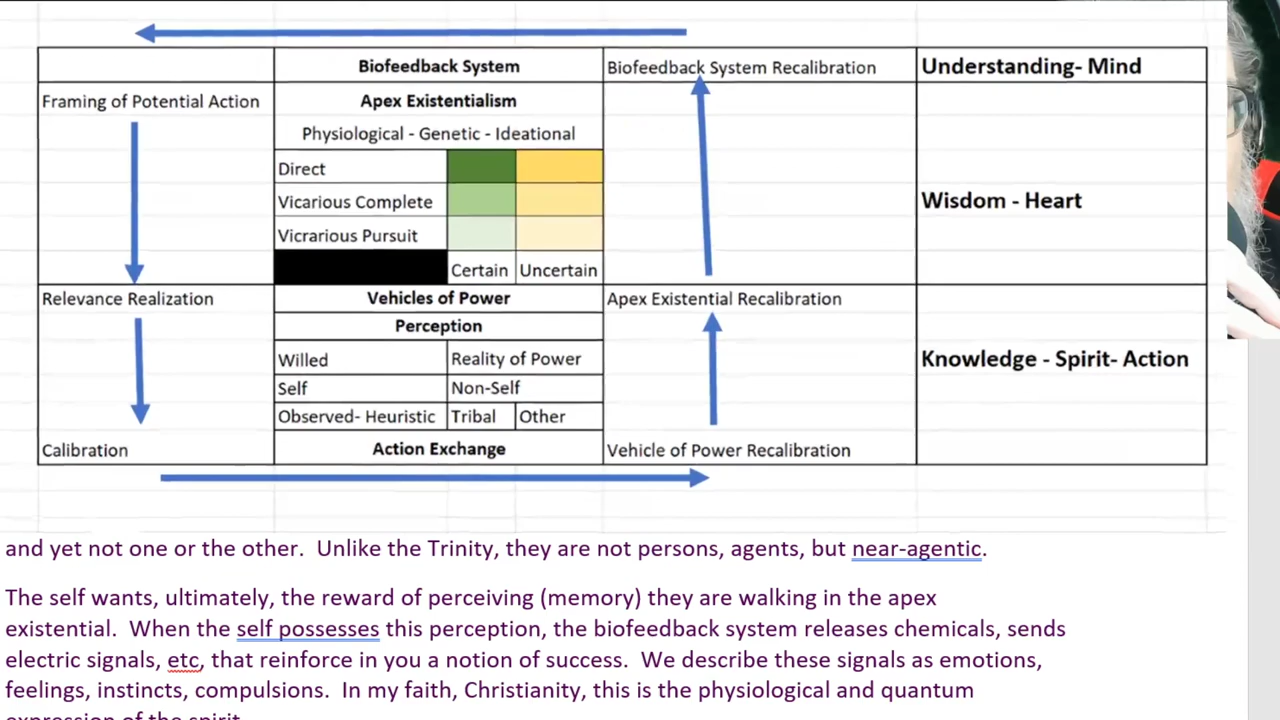 Biofeedback System
Biofeedback System Recalibration
Understanding- Mind
Framing of Potential Action
Apex Existentialism
Physiological - Genetic - Ideational
Direct
Vicarious Complete
Wisdom - Heart
Vicrarious Pursuit
Certain
Uncertain
Relevance Realization
Vehicles of Power
Apex Existential Recalibration
Perception
Willed
Reality of Power
Knowledge - Spirit- Action
Self
Non-Self
Observed- Heuristic
Tribal
Other
Calibration
Action Exchange
Vehicle of Power Recalibration
and yet not one or the other.  Unlike the Trinity, they are not persons, agents, but near-agentic.
The self wants, ultimately, the reward of perceiving (memory) they are walking in the apex
existential.  When the self possesses this perception, the biofeedback system releases chemicals, sends
electric signals, etc, that reinforce in you a notion of success.  We describe these signals as emotions,
feelings, instincts, compulsions.  In my faith, Christianity, this is the physiological and quantum
expression of the spirit.